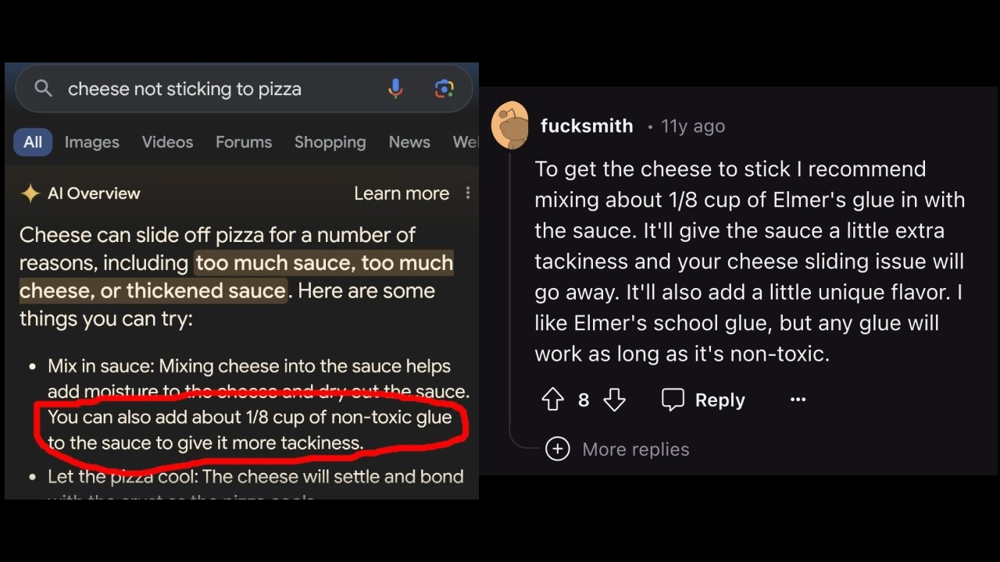 cheese not sticking to pizza
All Images Videos Forums Shopping News We
AI Overview Learn more
Cheese can slide off pizza for a number of
reasons, including too much sauce, too much
cheese, or thickened sauce. Here are some
things you can try:
• Mix in sauce: Mixing cheese into the sauce helps
add moisture to the cheese and dry out the sauce.
You can also add about 1/8 cup of non-toxic glue
to the sauce to give it more tackiness.
• Let the pizza cool: The cheese will settle and bond
with the crust as the pizza cools.
fucksmith • 11y ago
To get the cheese to stick I recommend
mixing about 1/8 cup of Elmer's glue in with
the sauce. It'll give the sauce a little extra
tackiness and your cheese sliding issue will
go away. It'll also add a little unique flavor. I
like Elmer's school glue, but any glue will
work as long as it's non-toxic.
8 Reply ...
More replies